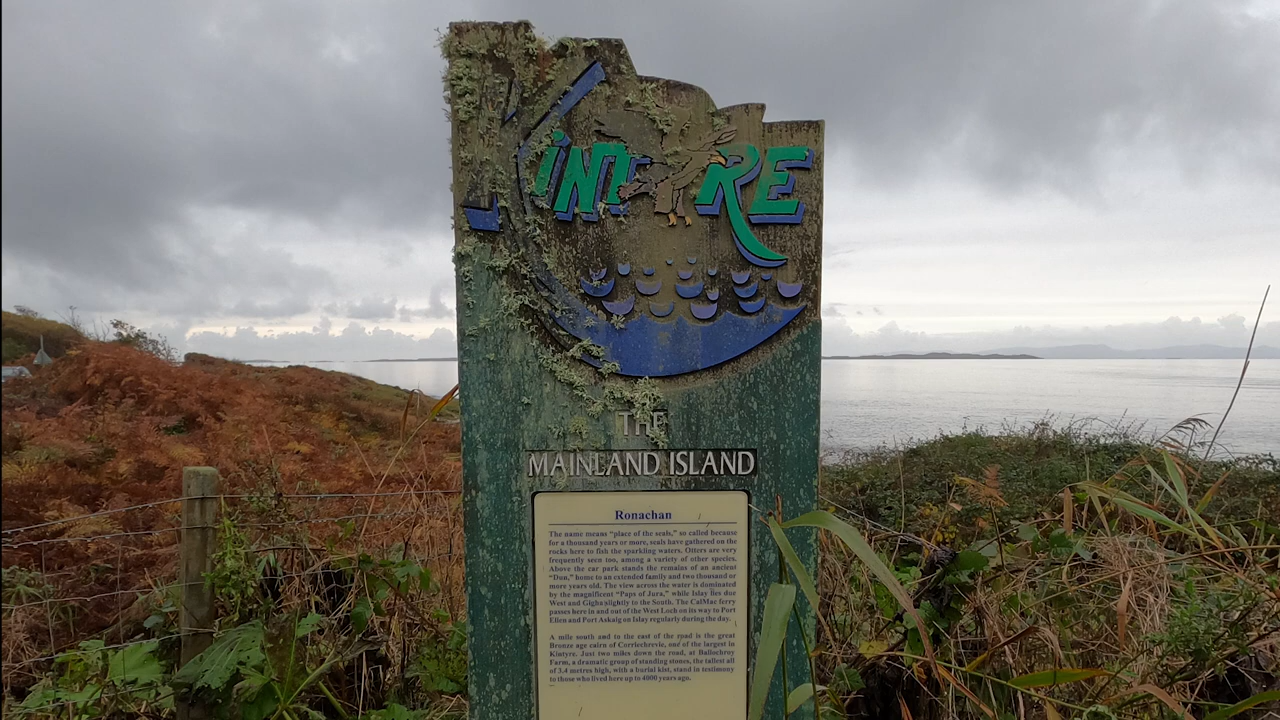 iNT RE
THE
MAINLAND ISLAND
Ronachan
The name means "place of the seals," so called because
for a thousand years or more, seals have gathered on the
rocks here to fish the sparkling waters. Otters are very
frequently seen too, among a variety of other species.
Above the car park stands the remains of an ancient
"Dun," home to an extended family and two thousand or
more years old. The view across the water is dominated
by the magnificent "Paps of Jura," while Islay lies due
West and Gigha slightly to the South. The CalMac ferry
passes here in and out of the West Loch on its way to Port
Ellen and Port Askaig on Islay regularly during the day.
A mile south and to the east of the road is the great
Bronze age cairn of Corriechrevie, one of the largest in
Kintyre. Just two miles down the road, at Ballochroy
Farm, a dramatic group of standing stones, the tallest all
of 3.4 metres high, with a burial kist, stand in testimony
to those who lived here up to 4000 years ago.